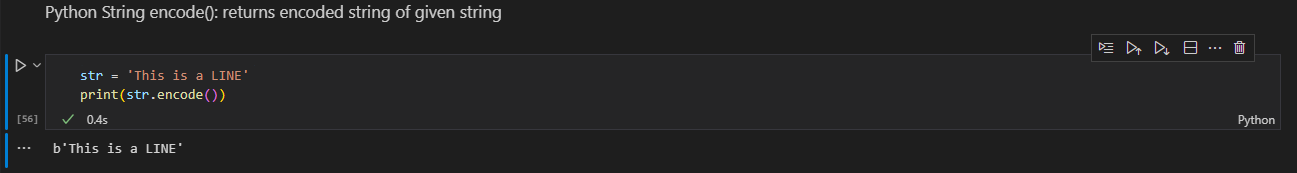 Python String encode(): returns encoded string of given string
str = 'This is a LINE'
print(str.encode())
[56] 0.4s Python
b'This is a LINE'